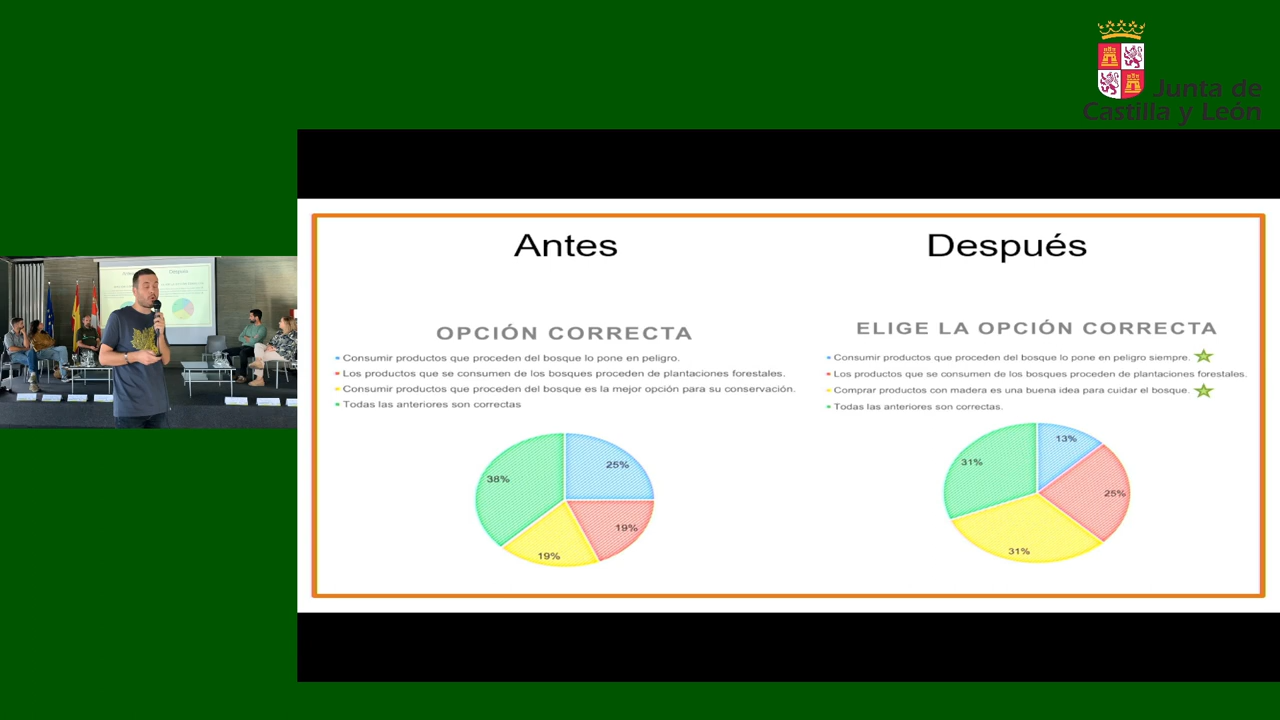 Junta de
Castilla y León
Antes
Después
OPCIÓN CORRECTA
Consumir productos que proceden del bosque lo pone en peligro.
Los productos que se consumen de los bosques proceden de plantaciones forestales.
Consumir productos que proceden del bosque es la mejor opción para su conservación.
Todas las anteriores son correctas
38%
25%
19%
19%
ELIGE LA OPCIÓN CORRECTA
Consumir productos que proceden del bosque lo pone en peligro siempre.
Los productos que se consumen de los bosques proceden de plantaciones forestales.
Comprar productos con madera es una buena idea para cuidar el bosque.
Todas las anteriores son correctas.
13%
31%
25%
31%